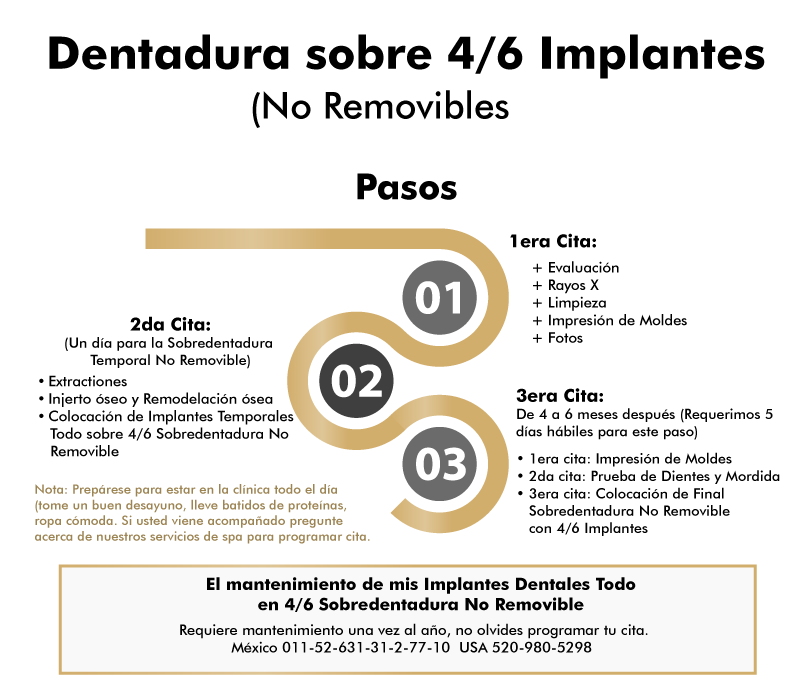 Dentadura sobre 4/6 Implantes
(No Removibles
Pasos
01
1era Cita:
+ Evaluación
+ Rayos X
+ Limpieza
+ Impresión de Moldes
+ Fotos
02
2da Cita:
(Un día para la Sobredentadura
Temporal No Removible)
• Extractiones
• Injerto óseo y Remodelación ósea
• Colocación de Implantes Temporales
Todo sobre 4/6 Sobredentadura No
Removible
Nota: Prepárese para estar en la clínica todo el día
(tome un buen desayuno, lleve batidos de proteínas,
ropa cómoda. Si usted viene acompañado pregunte
acerca de nuestros servicios de spa para programar cita.
03
3era Cita:
De 4 a 6 meses después (Requerimos 5
días hábiles para este paso)
• 1era cita: Impresión de Moldes
• 2da cita: Prueba de Dientes y Mordida
• 3era cita: Colocación de Final
Sobredentadura No Removible
con 4/6 Implantes
El mantenimiento de mis Implantes Dentales Todo
en 4/6 Sobredentadura No Removible
Requiere mantenimiento una vez al año, no olvides programar tu cita.
México 011-52-631-31-2-77-10 USA 520-980-5298